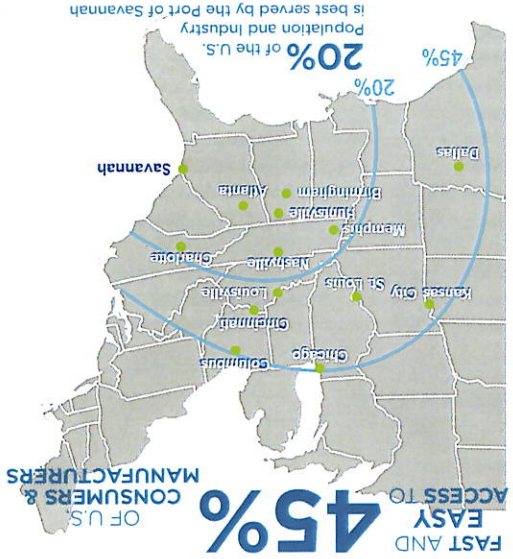 FAST AND
EASY
ACCESS TO
45%
OF U.S.
CONSUMERS &
MANUFACTURERS
Chicago
Columbus
Cincinnati
Kansas City
St. Louis
Louisville
Nashville
Charlotte
Memphis
Huntsville
Birmingham
Atlanta
Savannah
Dallas
45%
20%
20% of the U.S.
Population and Industry
is best served by the Port of Savannah